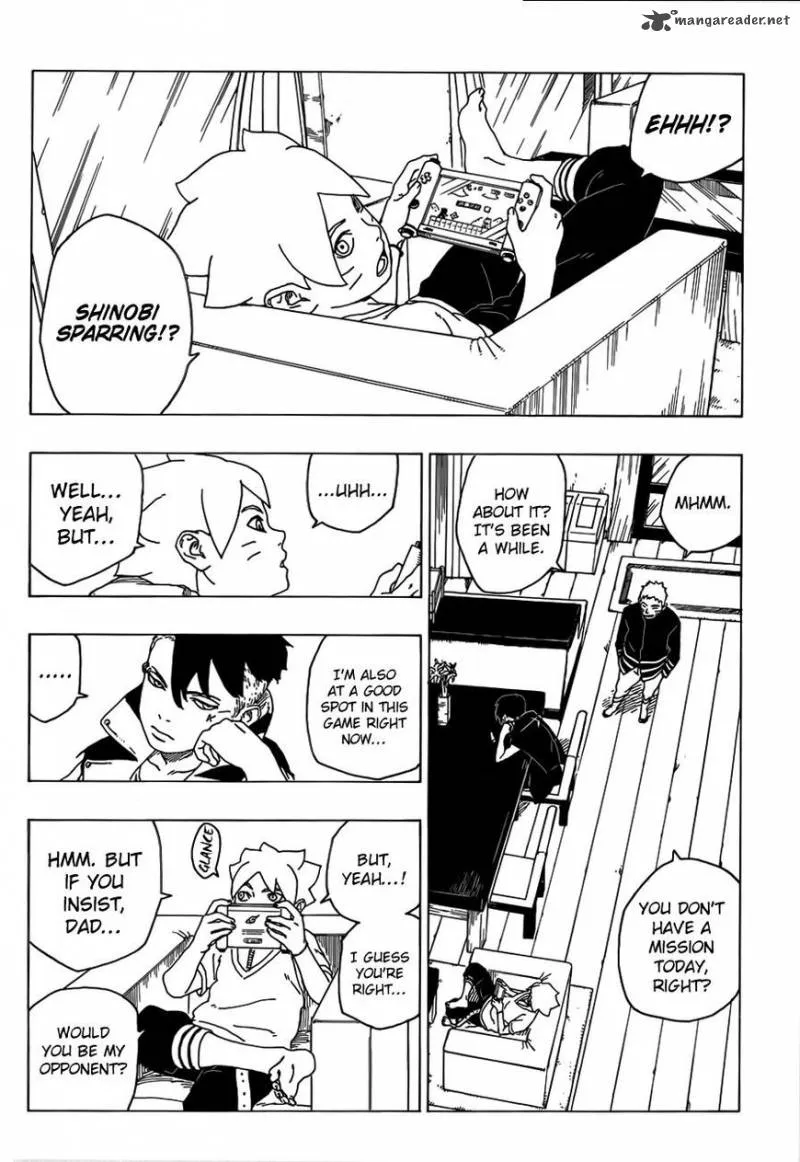 mangareader.net
EHHH!?
SHINOBI
SPARRING!?
MHMM.
HOW
ABOUT IT?
IT'S BEEN
A WHILE.
YOU DON'T
HAVE A
MISSION
TODAY,
RIGHT?
...UHH...
WELL...
YEAH,
BUT...
I'M ALSO
AT A GOOD
SPOT IN THIS
GAME RIGHT
NOW...
.....
BUT,
YEAH...!
I GUESS
YOU'RE
RIGHT...
GLANCE
HMM. BUT
IF YOU
INSIST,
DAD...
WOULD
YOU BE MY
OPPONENT?